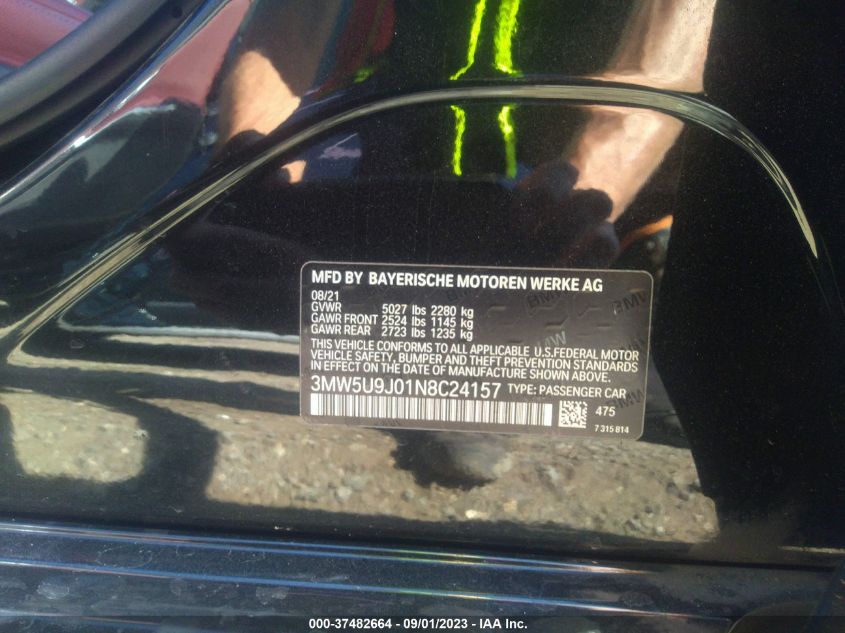 MFD BY BAYERISCHE MOTOREN WERKE AG
08/21
GVWR 5027 lbs 2280 kg
GAWR FRONT 2524 lbs 1145 kg
GAWR REAR 2723 lbs 1235 kg
THIS VEHICLE CONFORMS TO ALL APPLICABLE U.S.FEDERAL MOTOR
VEHICLE SAFETY, BUMPER AND THEFT PREVENTION STANDARDS
IN EFFECT ON THE DATE OF MANUFACTURE SHOWN ABOVE.
3MW5U9J01N8C24157 TYPE: PASSENGER CAR
475
7 315 814
000-37482664 - 09/01/2023 - IAA Inc.